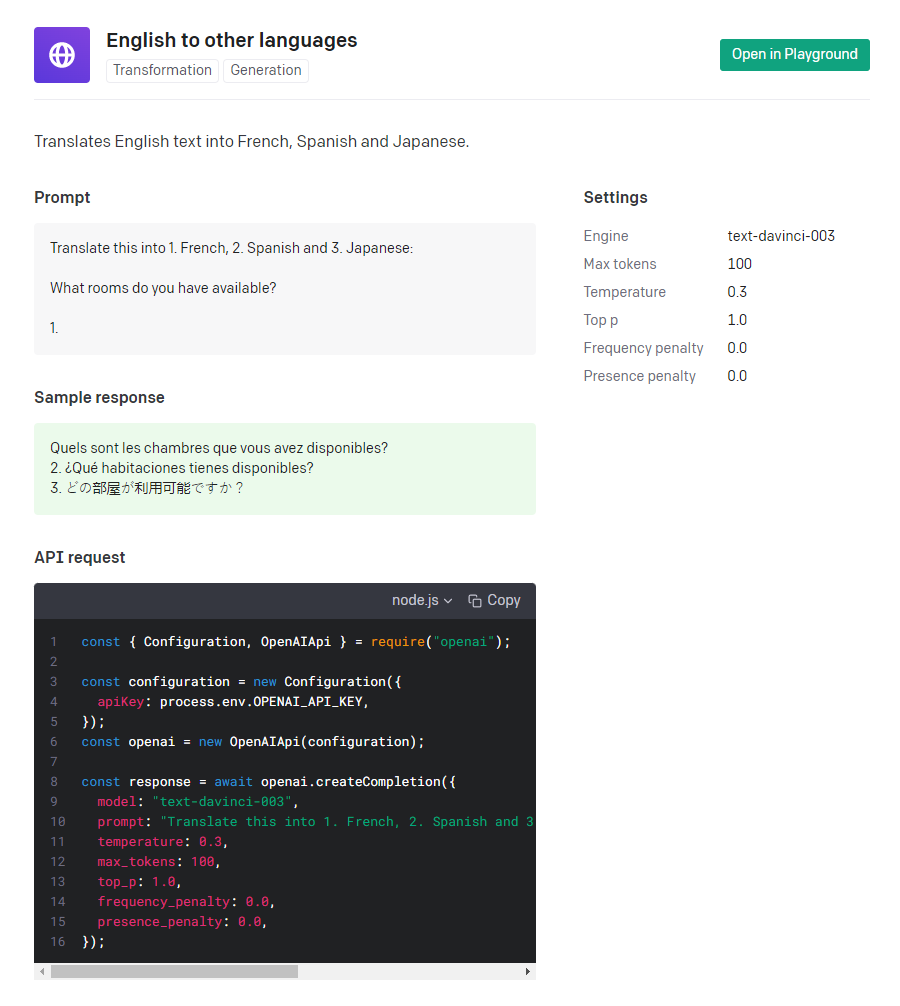 English to other languages
Transformation Generation
Open in Playground
Translates English text into French, Spanish and Japanese.
Prompt
Translate this into 1. French, 2. Spanish and 3. Japanese:
What rooms do you have available?
1.
Settings
Engine text-davinci-003
Max tokens 100
Temperature 0.3
Top p 1.0
Frequency penalty 0.0
Presence penalty 0.0
Sample response
Quels sont les chambres que vous avez disponibles?
2. ¿Qué habitaciones tienes disponibles?
3. どの部屋が利用可能ですか？
API request
node.js Copy
1 const { Configuration, OpenAIApi } = require("openai");
2
3 const configuration = new Configuration({
4 apiKey: process.env.OPENAI_API_KEY,
5 });
6 const openai = new OpenAIApi(configuration);
7
8 const response = await openai.createCompletion({
9 model: "text-davinci-003",
10 prompt: "Translate this into 1. French, 2. Spanish and 3
11 temperature: 0.3,
12 max_tokens: 100,
13 top_p: 1.0,
14 frequency_penalty: 0.0,
15 presence_penalty: 0.0,
16 });